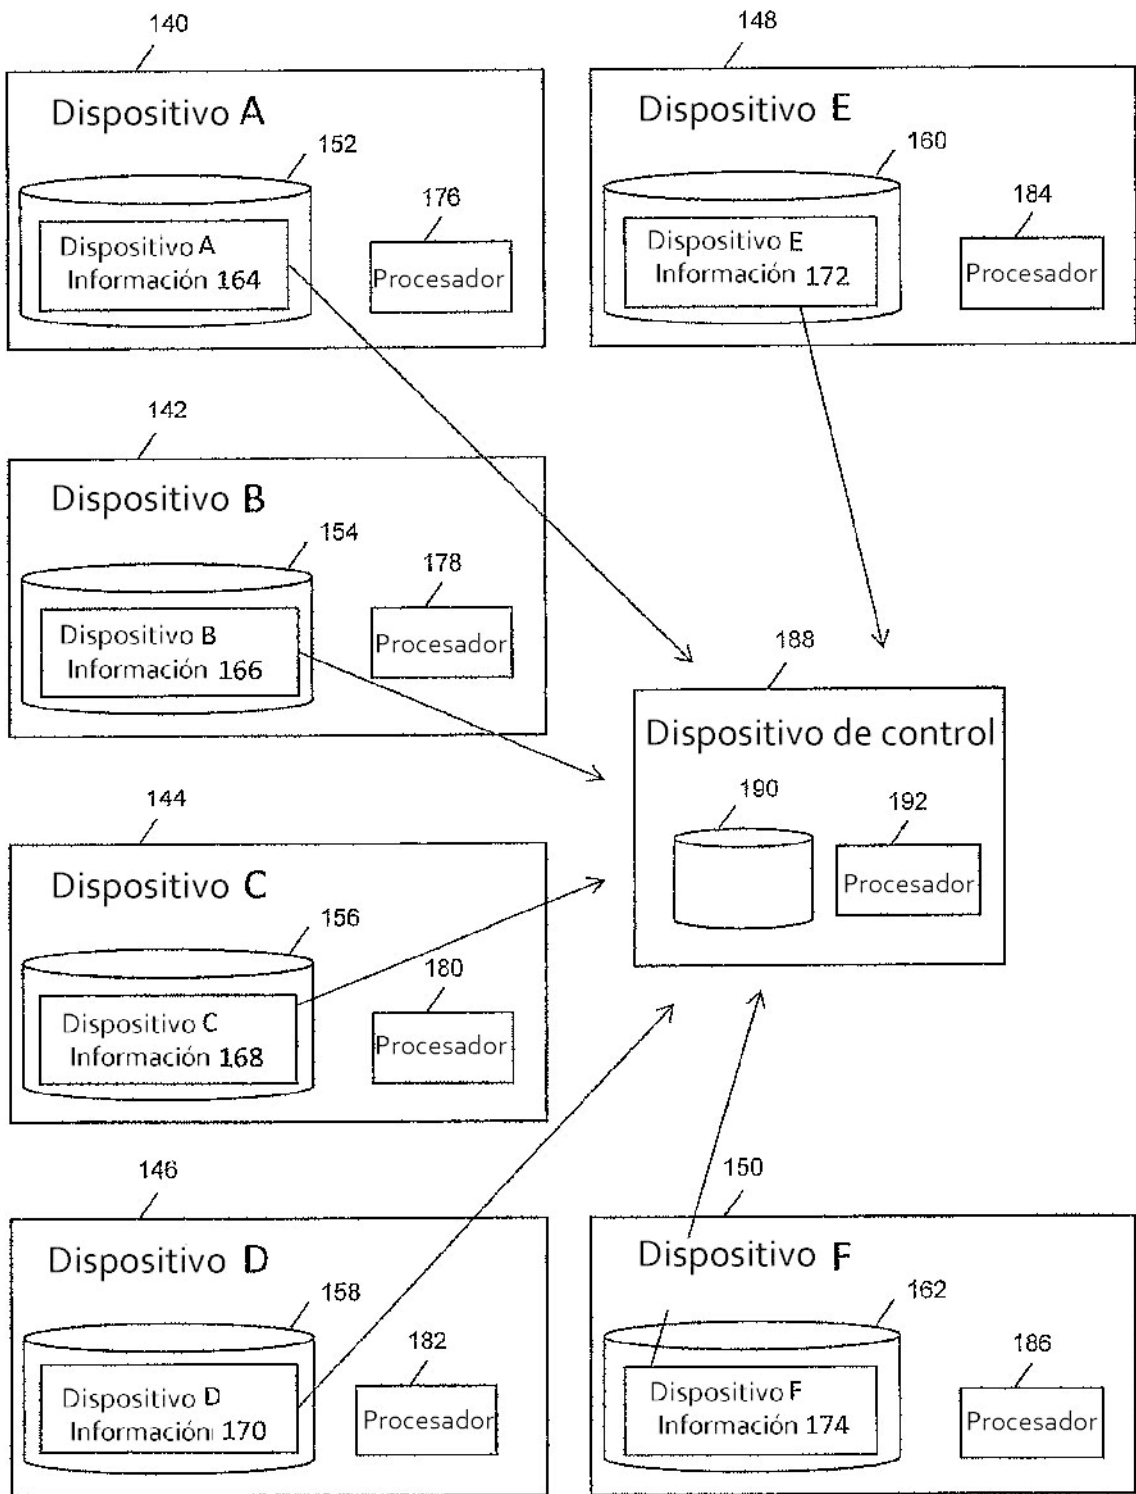 140
Dispositivo A
152
176
Dispositivo A
Información 164
Procesador
148
Dispositivo E
160
184
Dispositivo E
Información 172
Procesador
142
Dispositivo B
154
178
Dispositivo B
Información 166
Procesador
188
Dispositivo de control
190
192
Procesador
144
Dispositivo C
156
180
Dispositivo C
Información 168
Procesador
146
Dispositivo D
158
182
Dispositivo D
Información 170
Procesador
150
Dispositivo F
162
186
Dispositivo F
Información 174
Procesador